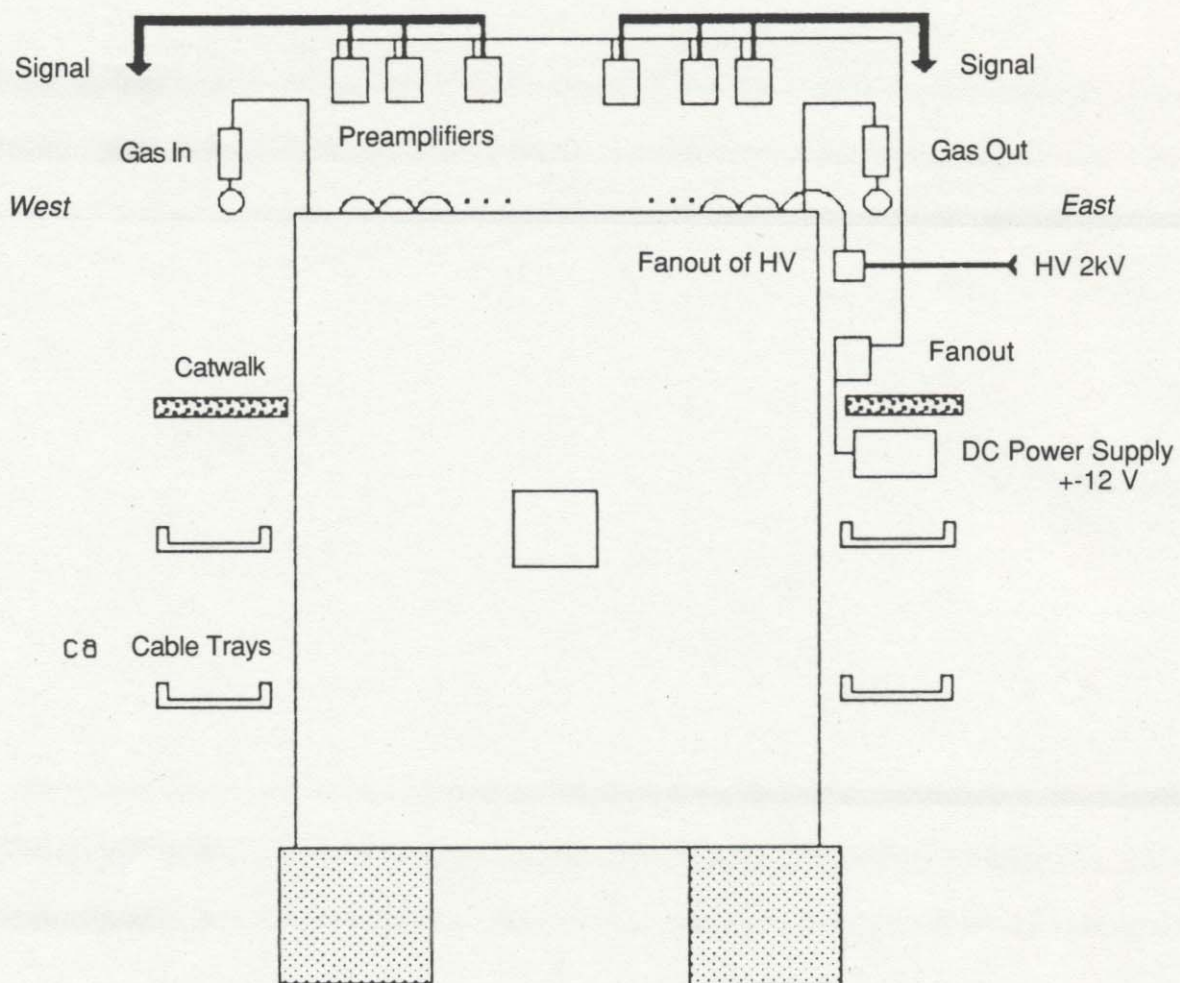 Signal
Signal
Preamplifiers
Gas In
Gas Out
West
East
Fanout of HV
HV 2kV
Catwalk
Fanout
DC Power Supply
+-12 V
C8 Cable Trays